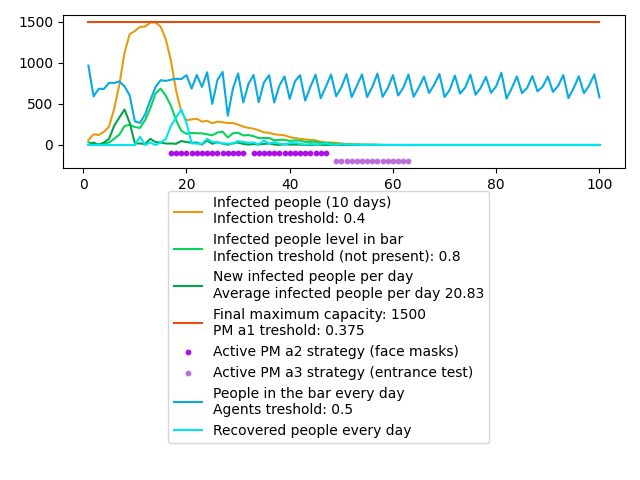 1500
1000
500
0
0 20 40 60 80 100
Infected people (10 days)
Infection treshold: 0.4
Infected people level in bar
Infection treshold (not present): 0.8
New infected people per day
Average infected people per day 20.83
Final maximum capacity: 1500
PM a1 treshold: 0.375
Active PM a2 strategy (face masks)
Active PM a3 strategy (entrance test)
People in the bar every day
Agents treshold: 0.5
Recovered people every day